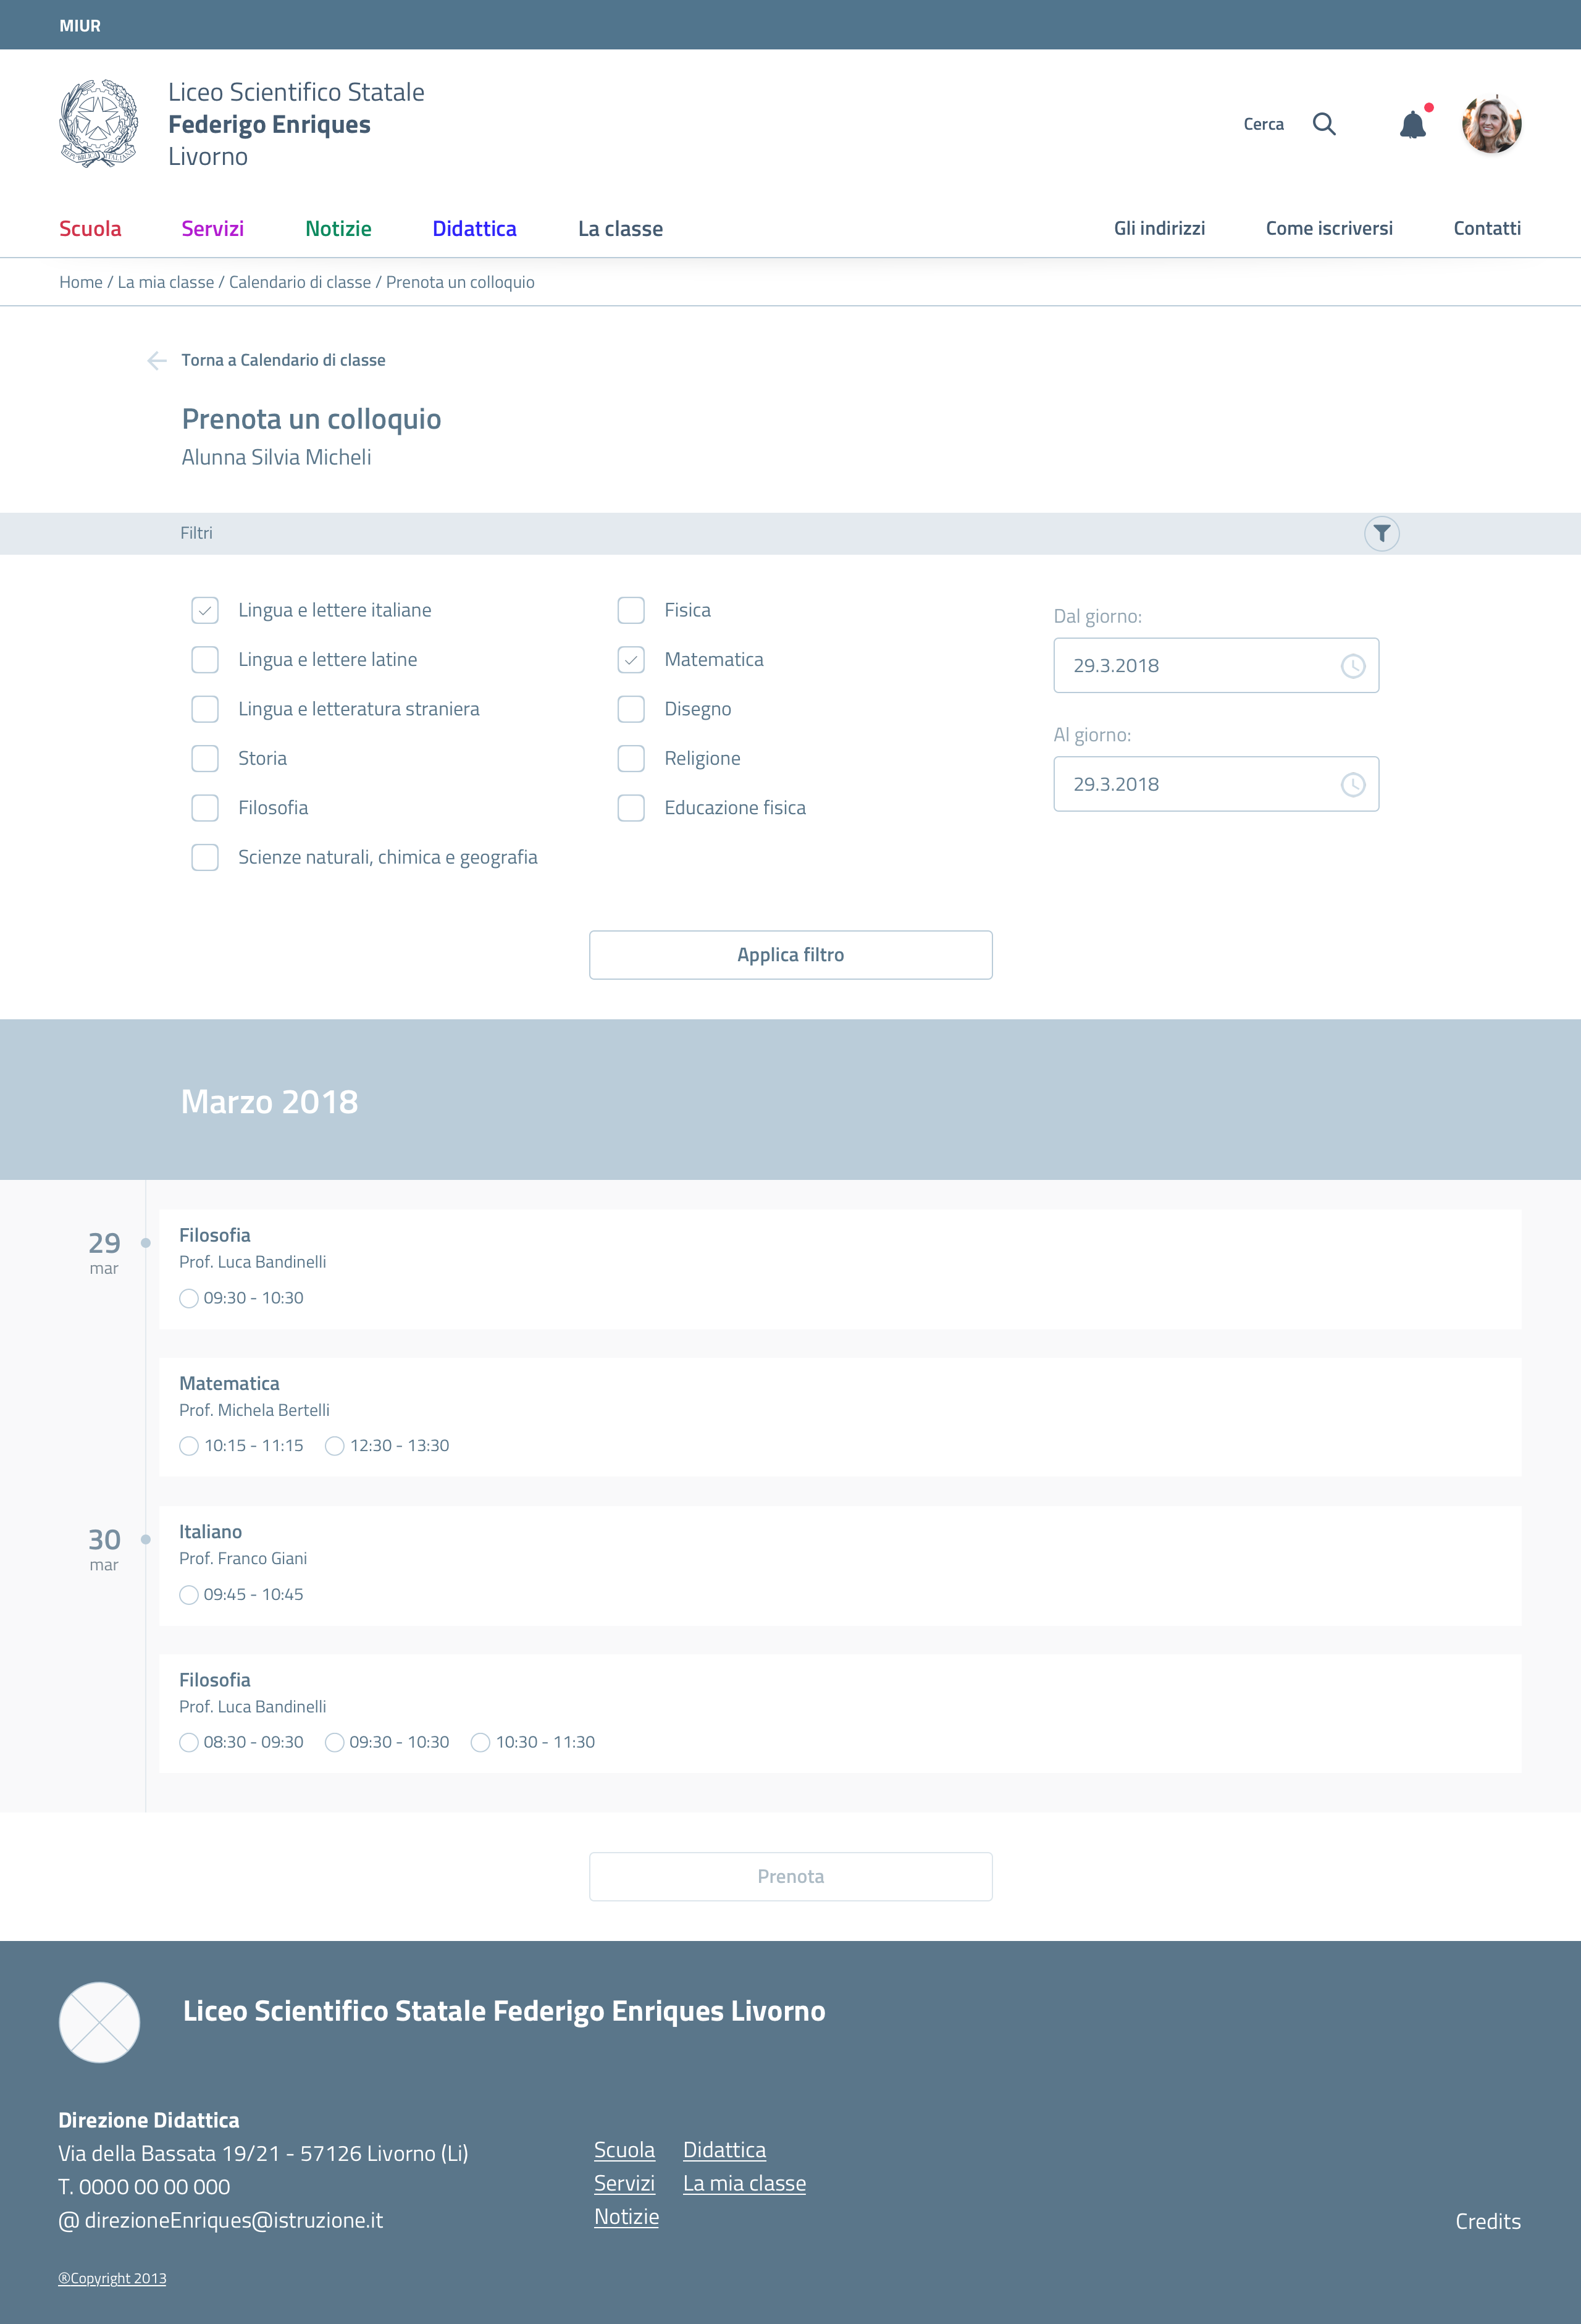 MIUR
Liceo Scientifico Statale
Federigo Enriques
Livorno
Cerca
REPVBBLICA ITALIANA
Scuola Servizi Notizie Didattica La classe Gli indirizzi Come iscriversi Contatti
Home / La mia classe / Calendario di classe / Prenota un colloquio
Torna a Calendario di classe
Prenota un colloquio
Alunna Silvia Micheli
Filtri
Lingua e lettere italiane
Lingua e lettere latine
Lingua e letteratura straniera
Storia
Filosofia
Scienze naturali, chimica e geografia
Fisica
Matematica
Disegno
Religione
Educazione fisica
Dal giorno:
29.3.2018
Al giorno:
29.3.2018
Applica filtro
Marzo 2018
29
mar
Filosofia
Prof. Luca Bandinelli
09:30 - 10:30
Matematica
Prof. Michela Bertelli
10:15 - 11:15 12:30 - 13:30
30
mar
Italiano
Prof. Franco Giani
09:45 - 10:45
Filosofia
Prof. Luca Bandinelli
08:30 - 09:30 09:30 - 10:30 10:30 - 11:30
Prenota
Liceo Scientifico Statale Federigo Enriques Livorno
Direzione Didattica
Via della Bassata 19/21 - 57126 Livorno (Li)
T. 0000 00 00 000
@ direzioneEnriques@istruzione.it
Scuola Didattica
Servizi La mia classe
Notizie
Credits
®Copyright 2013